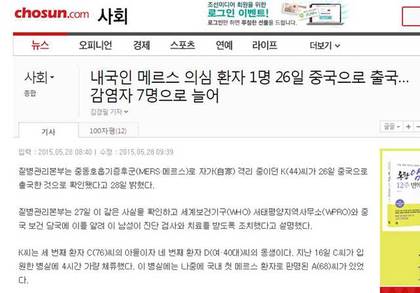 chosun.com 사회
조선미디어 회원을 위한
로그인 이벤트!
로그인
뉴스 오피니언 경제 스포츠 연예 라이프 더보기
사회
종합
내국인 메르스 의심 환자 1명 26일 중국으로 출국...
감염자 7명으로 늘어
김경필 기자
기사 100자평(12)
글꼴
입력 : 2015.05.28 08:40 | 수정 : 2015.05.28 09:39
질병관리본부는 중동호흡기증후군(MERS·메르스)로 자가(自家) 격리 중이던 K(44)씨가 26일 중국으로
출국한 것으로 확인됐다고 28일 밝혔다.
질병관리본부는 27일 이 같은 사실을 확인하고 세계보건기구(WHO) 서태평양지역사무소(WPRO)와 중
국 보건 당국에 이를 알려 이 남성이 진단 검사와 치료를 받도록 조치했다고 설명했다.
K씨는 세 번째 환자 C(76)씨의 아들이자 네 번째 환자 D(여·40대)씨의 동생이다. 지난 16일 C씨가 입
원한 병실에 4시간 가량 체류했다. 이 병실에는 나중에 국내 첫 메르스 환자로 판명된 A(68)씨가 있었
다.